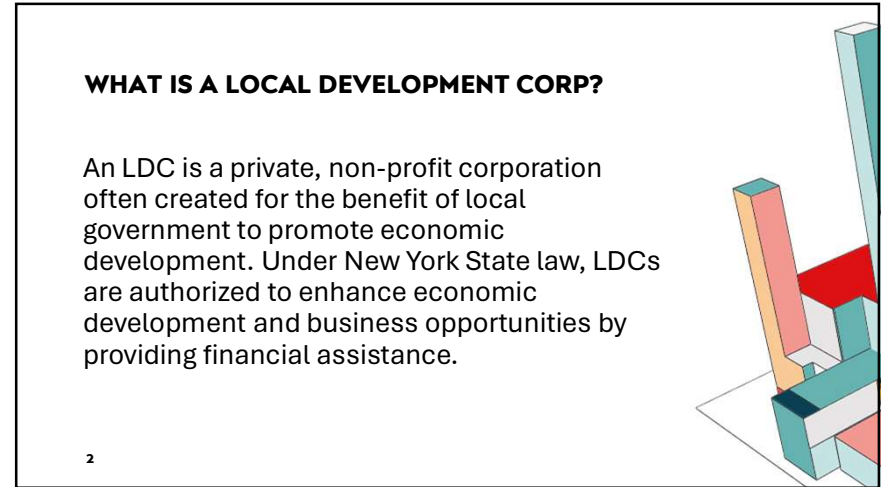 WHAT IS A LOCAL DEVELOPMENT CORP?
An LDC is a private, non-profit corporation
often created for the benefit of local
government to promote economic
development. Under New York State law, LDCs
are authorized to enhance economic
development and business opportunities by
providing financial assistance.
2